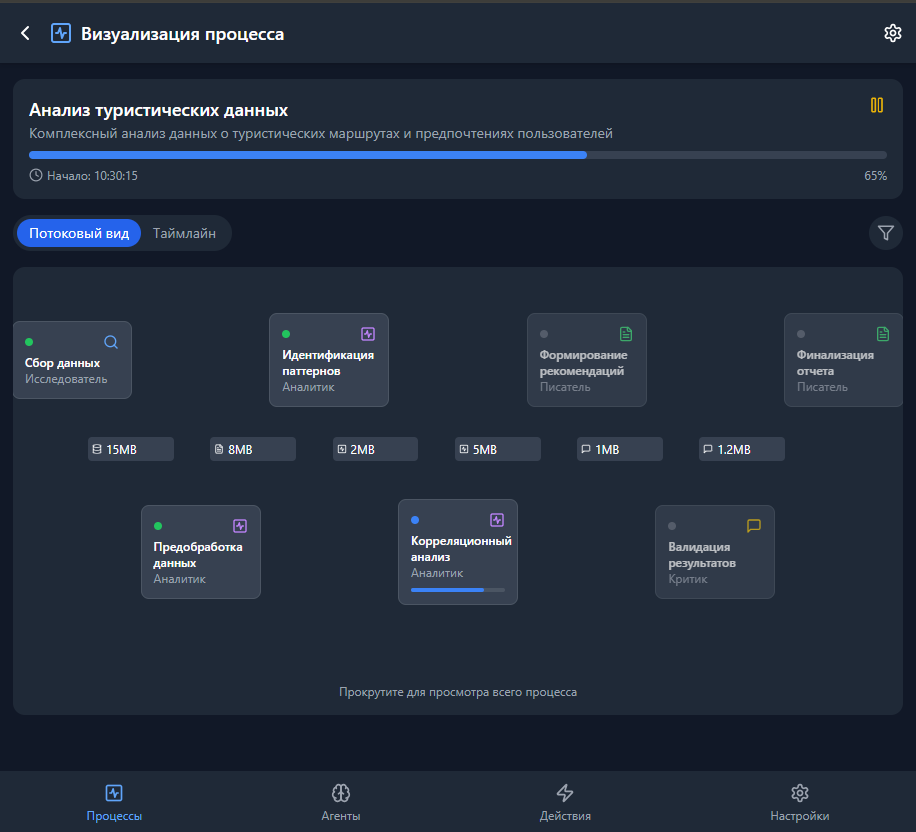 Визуализация процесса
Анализ туристических данных
Комплексный анализ данных о туристических маршрутах и предпочтениях пользователей
Начало: 10:30:15
65%
Потоковый вид
Таймлайн
Сбор данных
Исследователь
Идентификация
паттернов
Аналитик
Формирование
рекомендаций
Писатель
Финализация
отчета
Писатель
15MB
8MB
2MB
5MB
1MB
1.2MB
Предобработка
данных
Аналитик
Корреляционный
анализ
Аналитик
Валидация
результатов
Критик
Прокрутите для просмотра всего процесса
Процессы
Агенты
Действия
Настройки